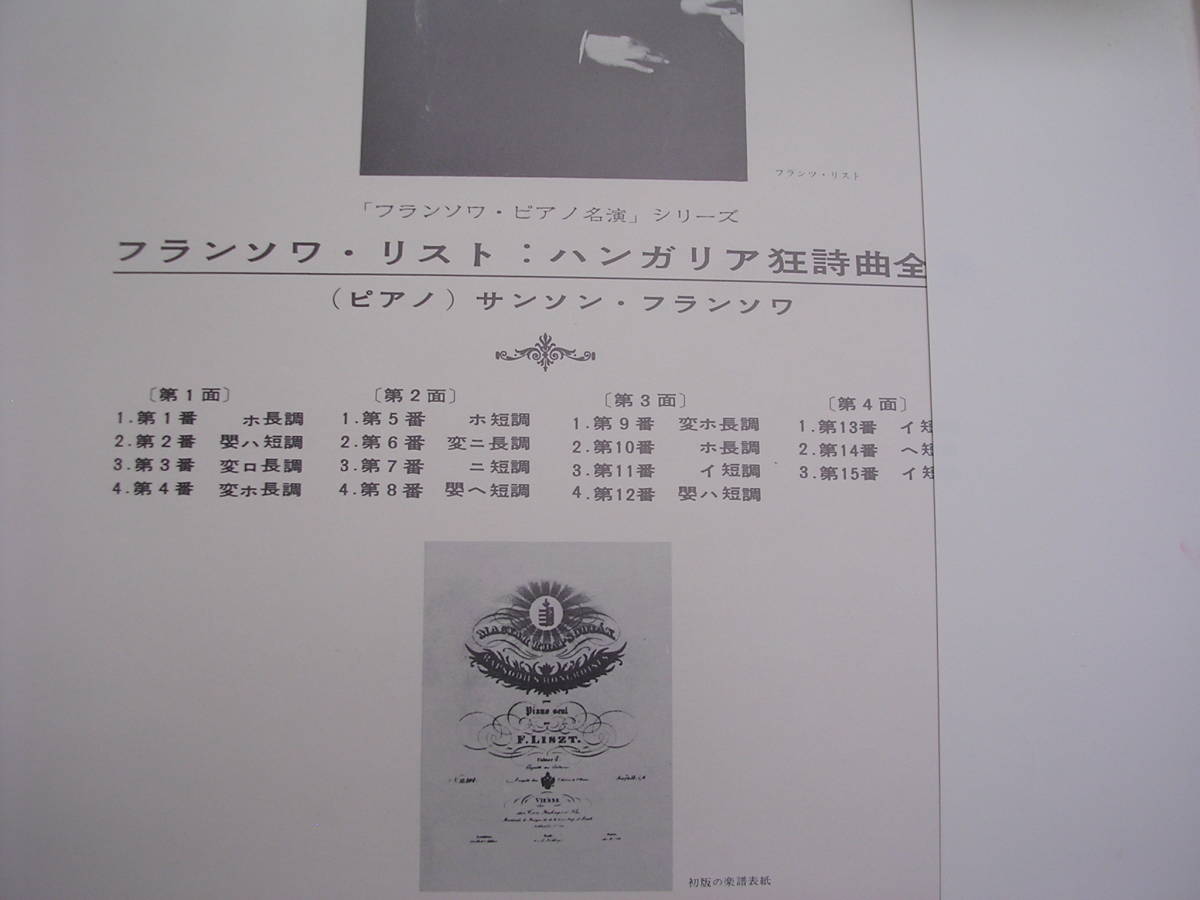 フランツ・リスト
「フランソワ・ピアノ名演」シリーズ
フランソワ・リスト：ハンガリア狂詩曲全
（ピアノ）サンソン・フランソワ
〔第1面〕
1.第1番 ホ長調
2.第2番 嬰ハ短調
3.第3番 変ロ長調
4.第4番 変ホ長調
〔第2面〕
1.第5番 ホ短調
2.第6番 変ニ長調
3.第7番 ニ短調
4.第8番 嬰ヘ短調
〔第3面〕
1.第9番 変ホ長調
2.第10番 ホ長調
3.第11番 イ短調
4.第12番 嬰ハ短調
〔第4面〕
1.第13番 イ短
2.第14番 ヘ短
3.第15番 イ短
MAGYAR RHAPSODIÁK
RAPSODIES HONGROISES
Piano seul
F. LISZT.
VIENNE
初版の楽譜表紙